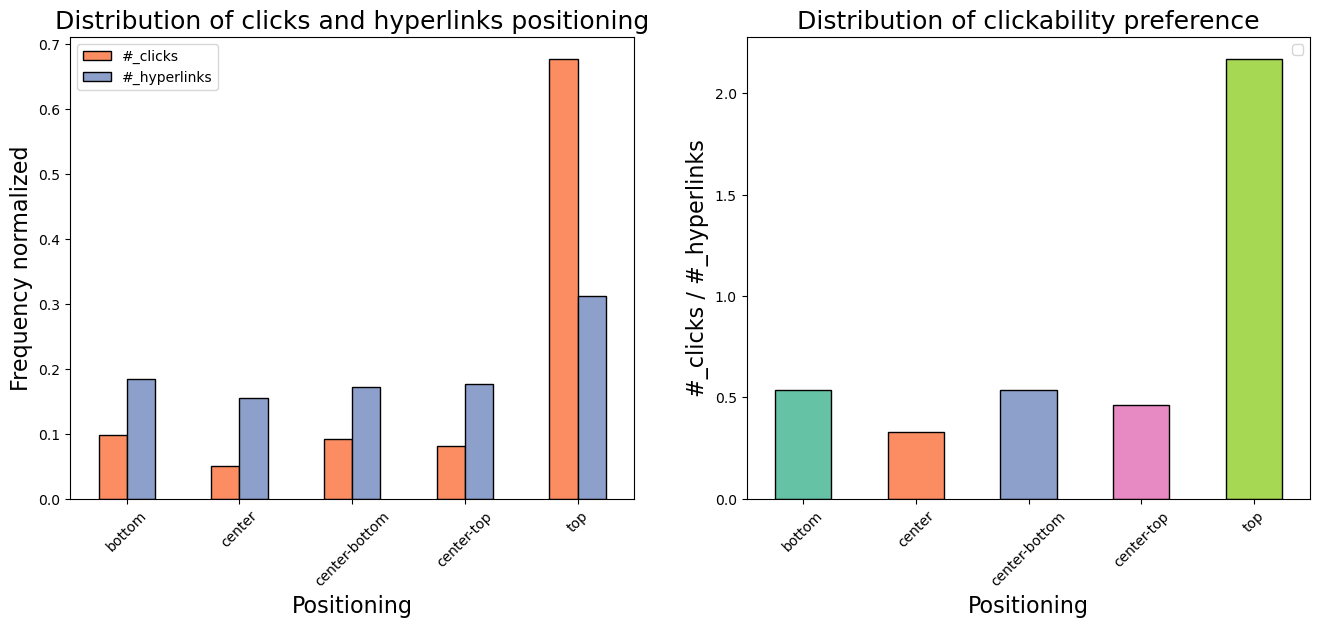 Distribution of clicks and hyperlinks positioning
#_clicks
#_hyperlinks
Frequency normalized
0.7
0.6
0.5
0.4
0.3
0.2
0.1
0.0
bottom
center
center-bottom
center-top
top
Positioning
Distribution of clickability preference
#_clicks / #_hyperlinks
2.0
1.5
1.0
0.5
0.0
bottom
center
center-bottom
center-top
top
Positioning